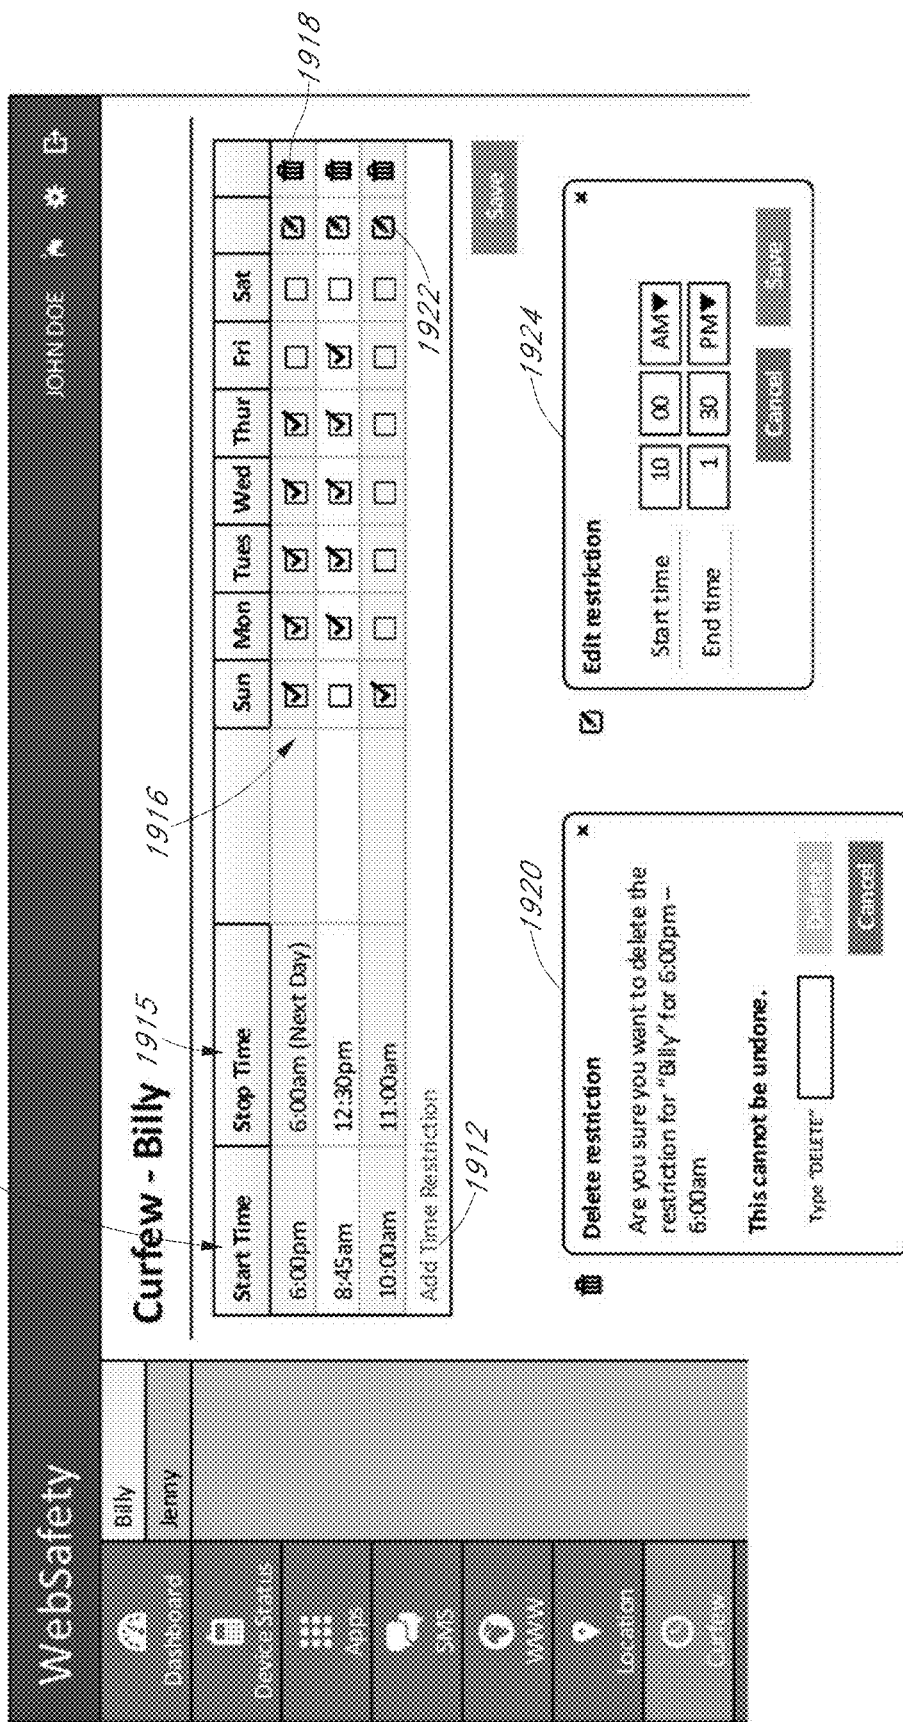 WebSafety
JOHN DOE
Billy
Jenny
Dashboard
Device Status
Apps
SMS
WWW
Location
Curfew
Curfew - Billy
1915
1916
1918
Start Time Stop Time Sun Mon Tues Wed Thur Fri Sat
6:00pm 6:00am (Next Day)
8:45am 12:30pm
10:00am 11:00am
Add Time Restriction
1912
1922
Save
1920
Delete restriction
x
Are you sure you want to delete the
restriction for "Billy" for 6:00pm –
6:00am
This cannot be undone.
Type "DELETE"
Delete
Cancel
1924
Edit restriction
x
Start time 10 00 AM
End time 1 30 PM
Cancel
Save